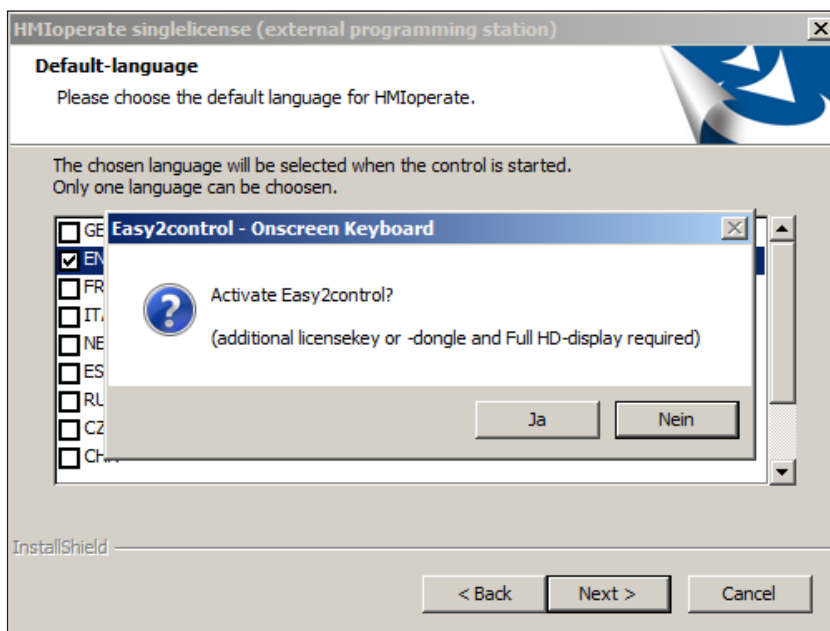 HMIoperate singlelicense (external programming station)
Default-language
Please choose the default language for HMIoperate.
The chosen language will be selected when the control is started.
Only one language can be choosen.
Easy2control - Onscreen Keyboard
Activate Easy2control?
(additional licensekey or -dongle and Full HD-display required)
Ja Nein
InstallShield
< Back Next > Cancel